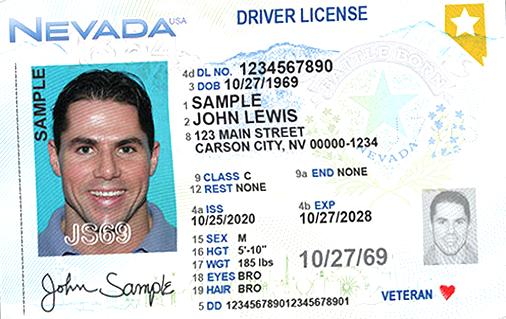 NEVADA USA DRIVER LICENSE
SAMPLE
4d DL NO. 1234567890
3 DOB 10/27/1969
1 SAMPLE
2 JOHN LEWIS
8 123 MAIN STREET
CARSON CITY, NV 00000-1234
BATTLE BORN
NEVADA
9 CLASS C 9a END NONE
12 REST NONE
4a ISS 4b EXP
10/25/2020 10/27/2028
JS69
15 SEX M
16 HGT 5'-10"
17 WGT 185 lbs
10/27/69
18 EYES BRO
19 HAIR BRO
John Sample
5 DD 123456789012345678901
VETERAN